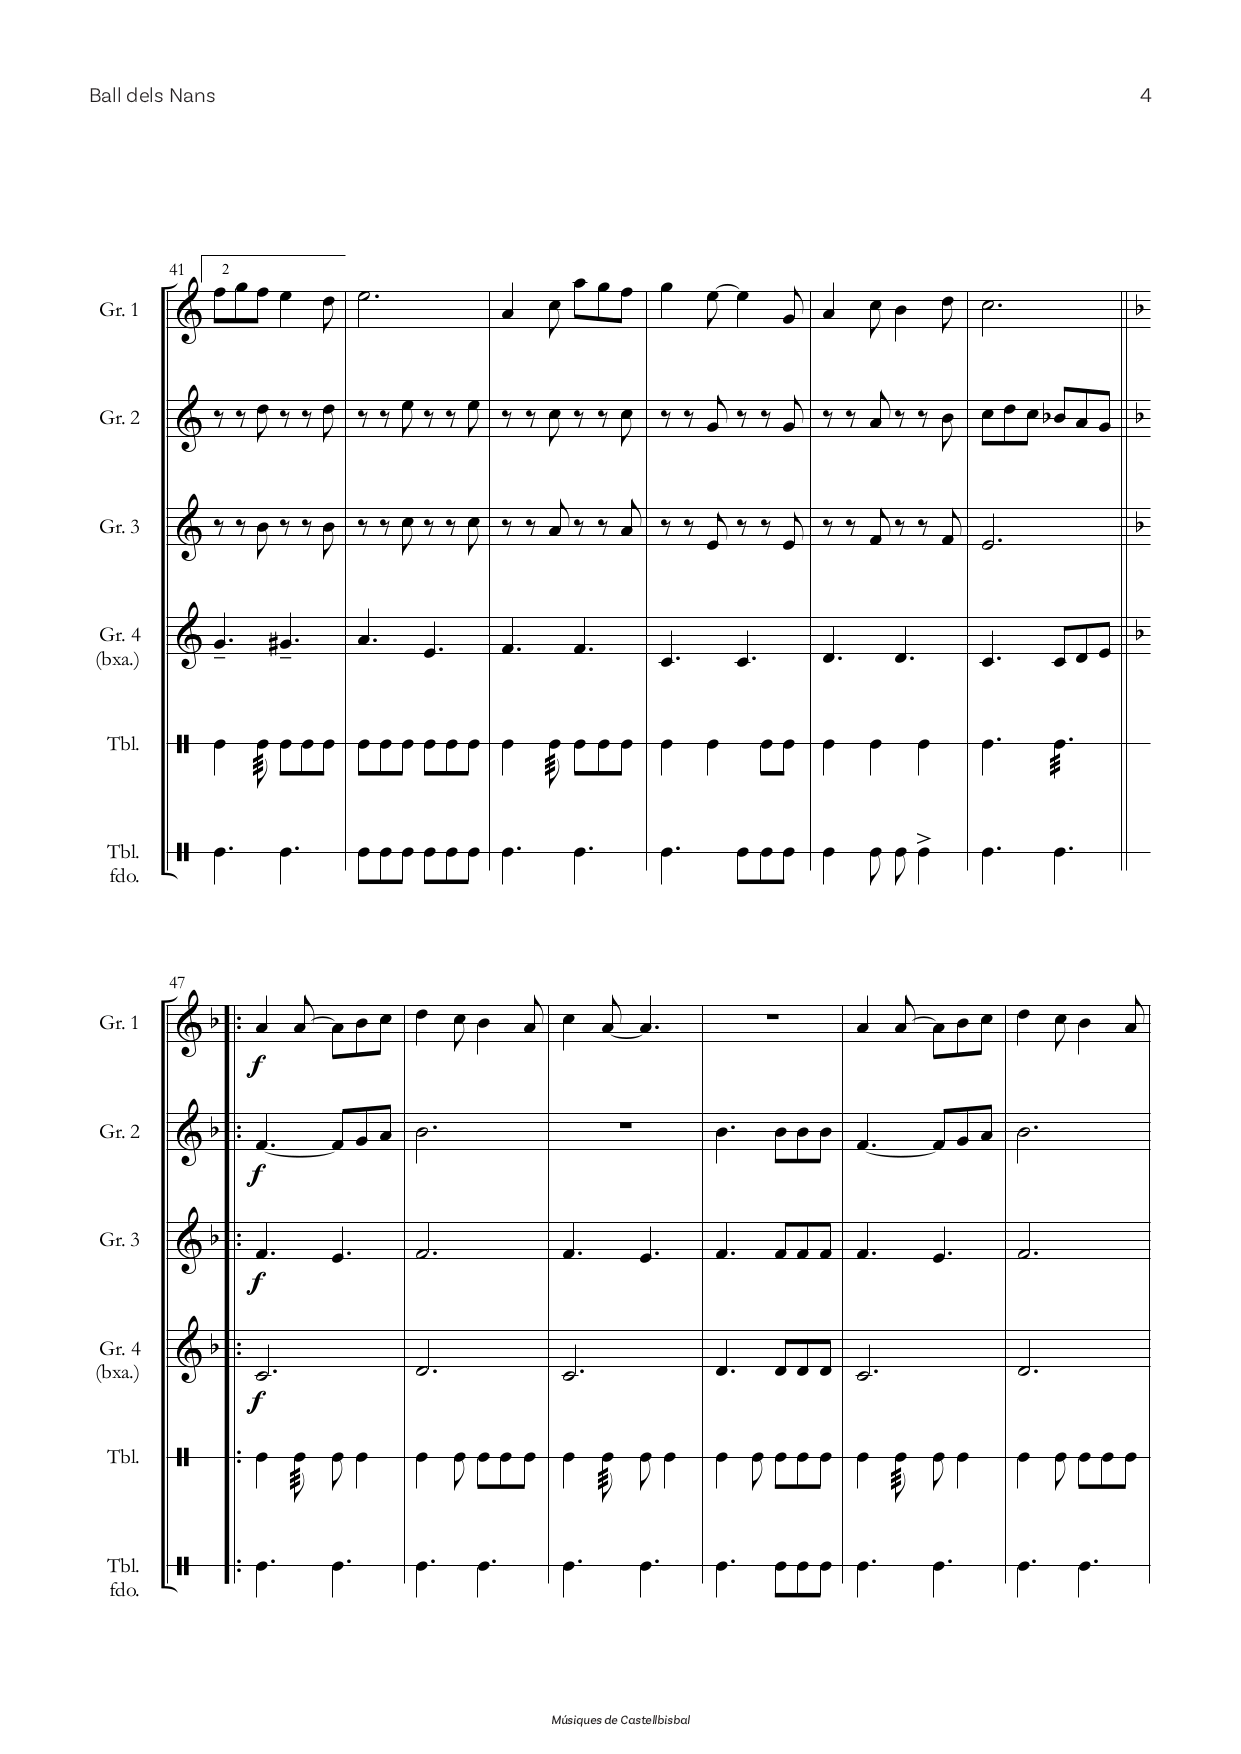 Ball dels Nans 4
41 2
Gr. 1
Gr. 2
Gr. 3
Gr. 4
(bxa.)
Tbl.
Tbl.
fdo.
47
Gr. 1
f
Gr. 2
f
Gr. 3
f
Gr. 4
(bxa.)
f
Tbl.
Tbl.
fdo.
Músiques de Castellbisbal